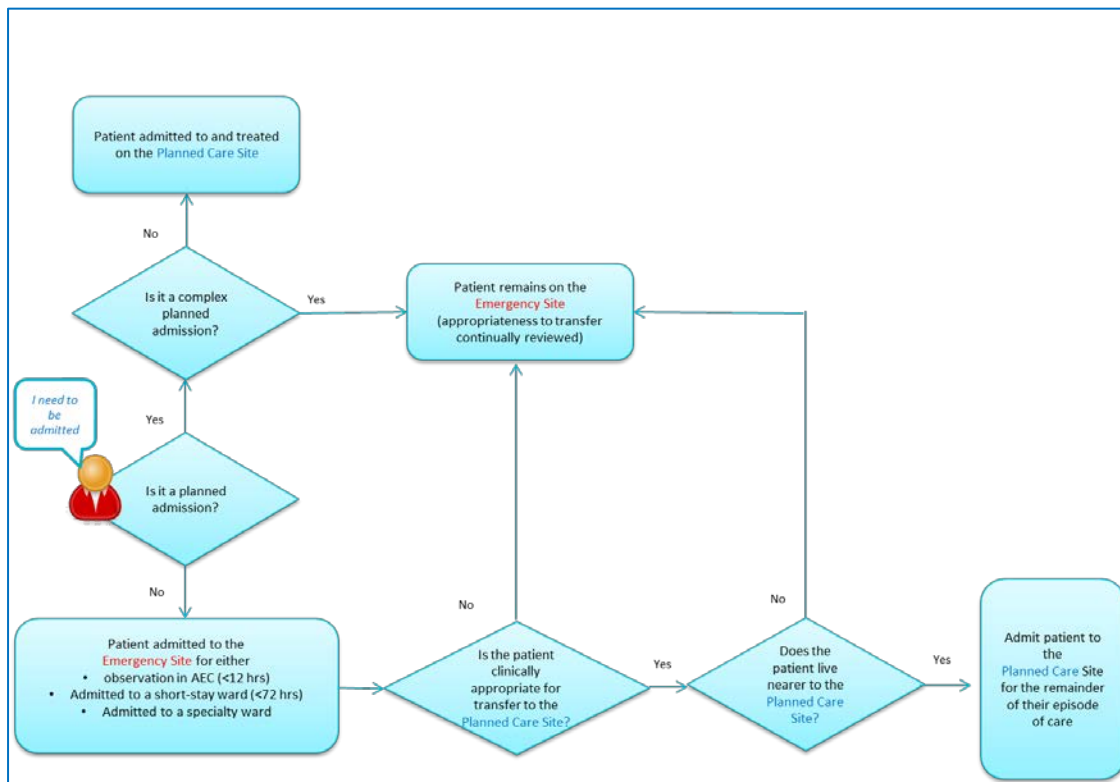 Patient admitted to and treated
on the Planned Care Site
No
Is it a complex
planned
admission?
Yes
Patient remains on the
Emergency Site
(appropriateness to transfer
continually reviewed)
I need to
be
admitted
Yes
Is it a planned
admission?
No
Patient admitted to the
Emergency Site for either
• observation in AEC (<12 hrs)
• Admitted to a short-stay ward (<72 hrs)
• Admitted to a specialty ward
No
Is the patient
clinically
appropriate for
transfer to the
Planned Care Site?
Yes
No
Does the
patient live
nearer to the
Planned Care
Site?
Yes
Admit patient to
the
Planned Care Site
for the remainder
of their episode
of care